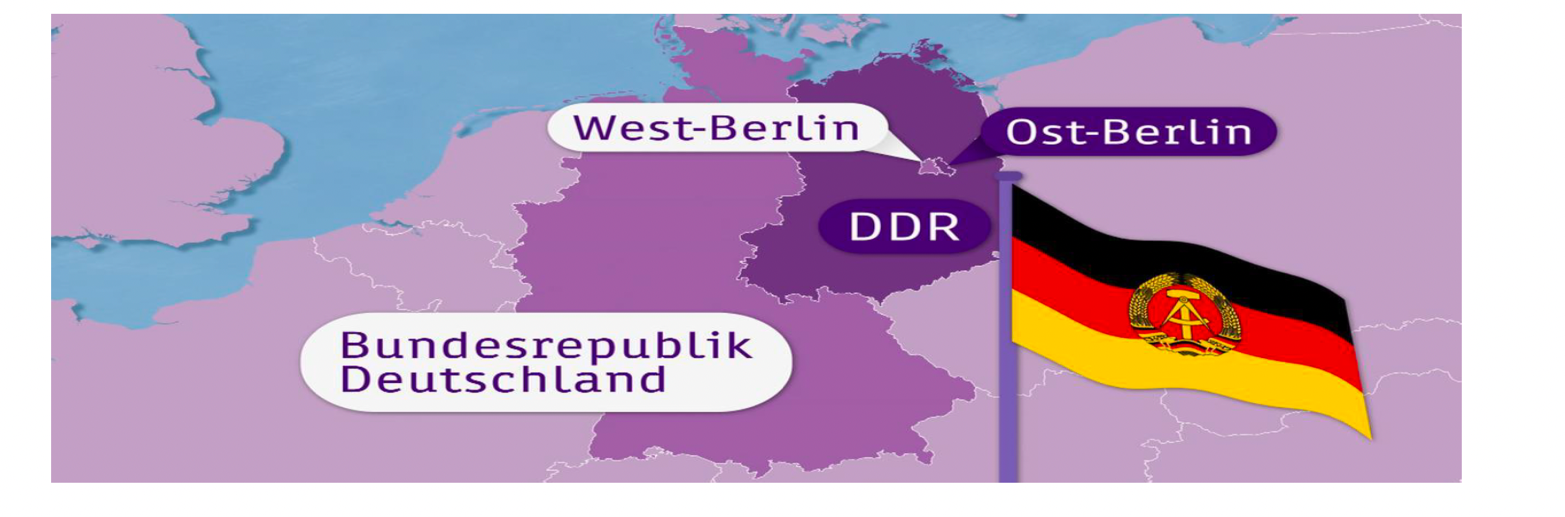 West-Berlin
Ost-Berlin
DDR
Bundesrepublik
Deutschland